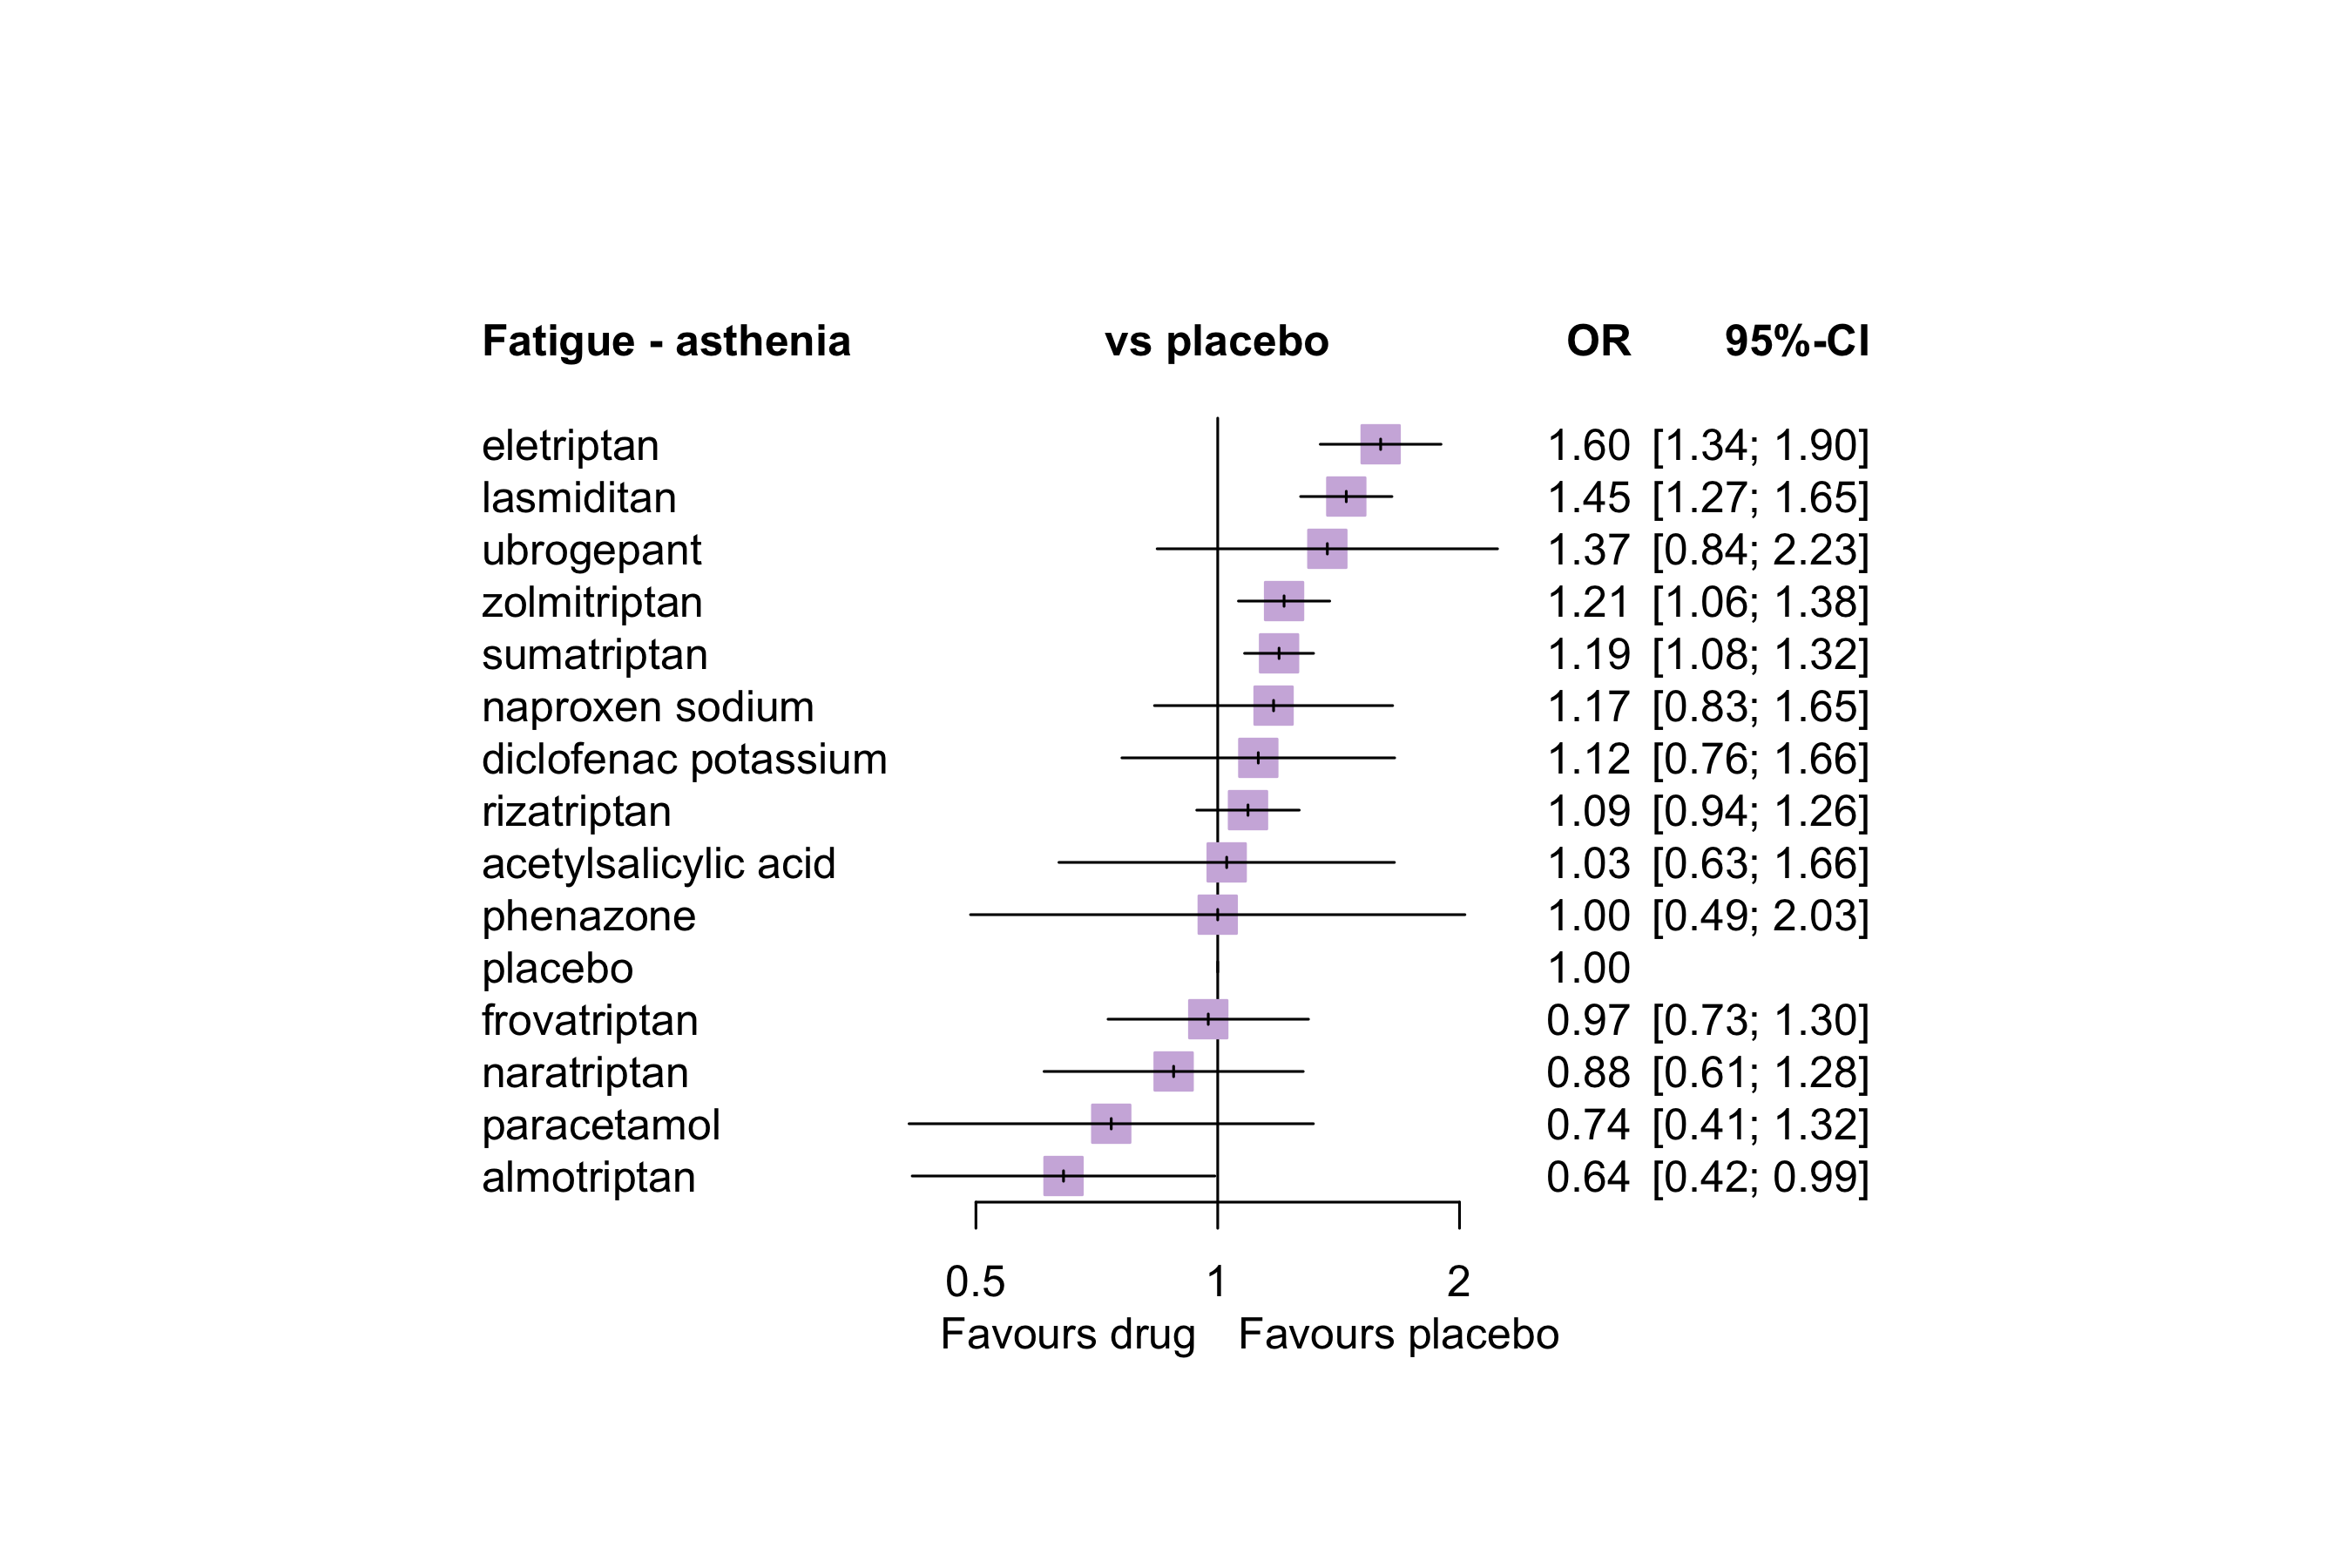 Fatigue - asthenia vs placebo OR 95%-CI
eletriptan 1.60 [1.34; 1.90]
lasmiditan 1.45 [1.27; 1.65]
ubrogepant 1.37 [0.84; 2.23]
zolmitriptan 1.21 [1.06; 1.38]
sumatriptan 1.19 [1.08; 1.32]
naproxen sodium 1.17 [0.83; 1.65]
diclofenac potassium 1.12 [0.76; 1.66]
rizatriptan 1.09 [0.94; 1.26]
acetylsalicylic acid 1.03 [0.63; 1.66]
phenazone 1.00 [0.49; 2.03]
placebo 1.00
frovatriptan 0.97 [0.73; 1.30]
naratriptan 0.88 [0.61; 1.28]
paracetamol 0.74 [0.41; 1.32]
almotriptan 0.64 [0.42; 0.99]
0.5 1 2
Favours drug Favours placebo